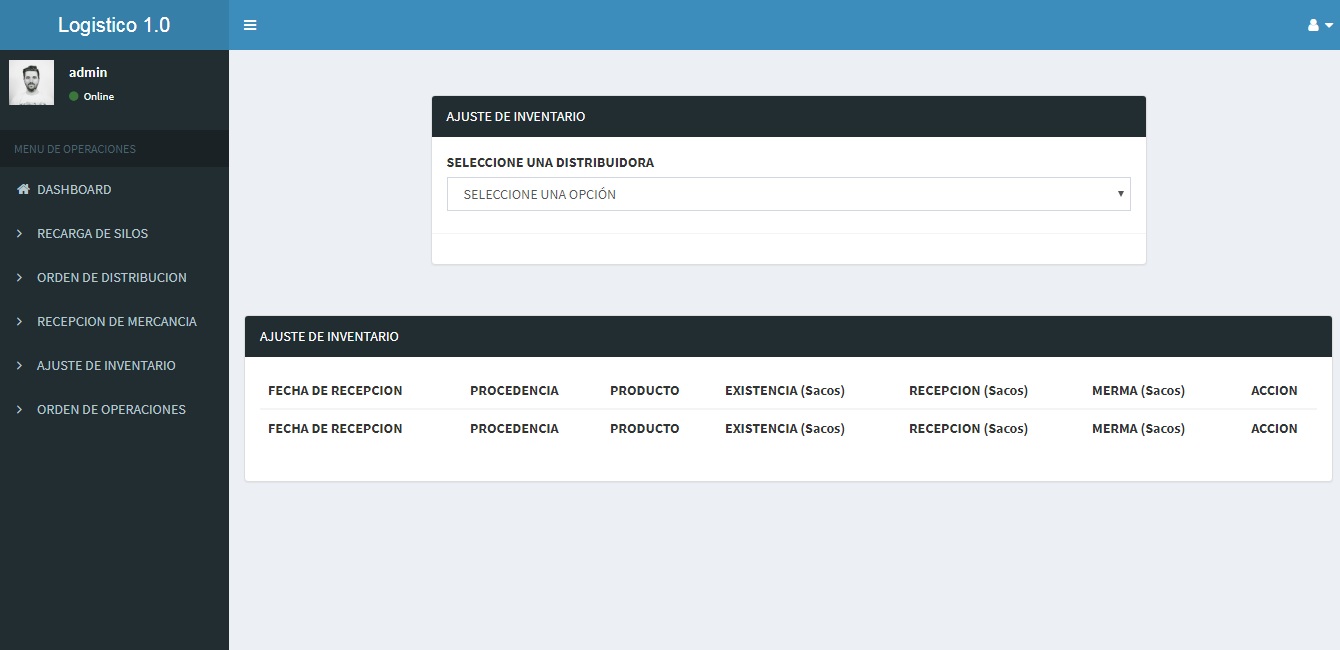 Logistico 1.0
admin
Online
MENU DE OPERACIONES
DASHBOARD
RECARGA DE SILOS
ORDEN DE DISTRIBUCION
RECEPCION DE MERCANCIA
AJUSTE DE INVENTARIO
ORDEN DE OPERACIONES
AJUSTE DE INVENTARIO
SELECCIONE UNA DISTRIBUIDORA
SELECCIONE UNA OPCIÓN
AJUSTE DE INVENTARIO
FECHA DE RECEPCION PROCEDENCIA PRODUCTO EXISTENCIA (Sacos) RECEPCION (Sacos) MERMA (Sacos) ACCION
FECHA DE RECEPCION PROCEDENCIA PRODUCTO EXISTENCIA (Sacos) RECEPCION (Sacos) MERMA (Sacos) ACCION